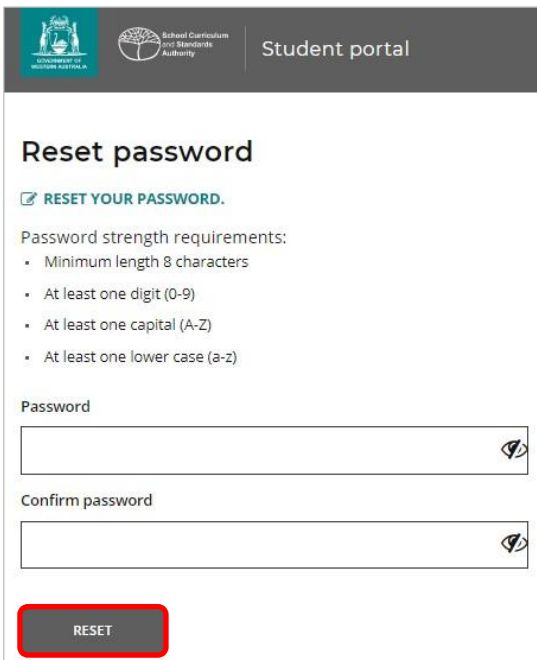 GOVERNMENT OF
WESTERN AUSTRALIA
School Curriculum
and Standards
Authority
Student portal
Reset password
RESET YOUR PASSWORD.
Password strength requirements:
▪ Minimum length 8 characters
▪ At least one digit (0-9)
▪ At least one capital (A-Z)
▪ At least one lower case (a-z)
Password
Confirm password
RESET